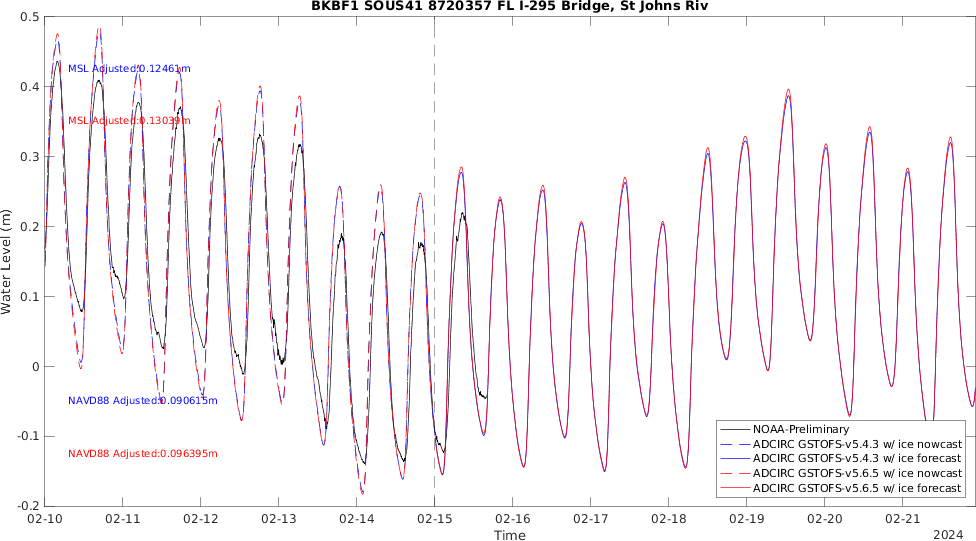 BKBF1 SOUS41 8720357 FL I-295 Bridge, St Johns Riv
0.5
0.4
0.3
0.2
0.1
0
-0.1
-0.2
Water Level (m)
MSL Adjusted:0.12461m
MSL Adjusted:0.13039m
NAVD88 Adjusted:0.090615m
NAVD88 Adjusted:0.096395m
NOAA-Preliminary
ADCIRC GSTOFS-v5.4.3 w/ ice nowcast
ADCIRC GSTOFS-v5.4.3 w/ ice forecast
ADCIRC GSTOFS-v5.6.5 w/ ice nowcast
ADCIRC GSTOFS-v5.6.5 w/ ice forecast
02-10 02-11 02-12 02-13 02-14 02-15 02-16 02-17 02-18 02-19 02-20 02-21
Time
2024